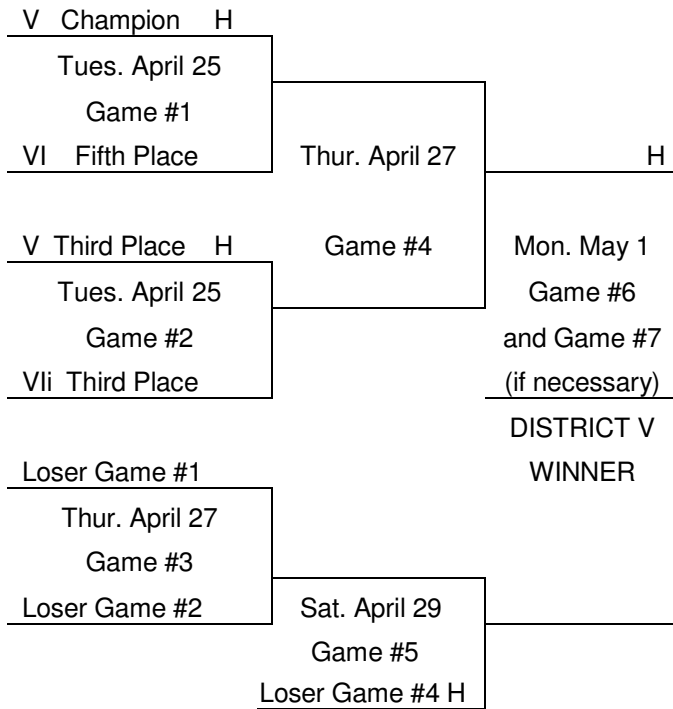 V Champion H
Tues. April 25
Game #1
VI Fifth Place
Thur. April 27
H
V Third Place H
Game #4
Mon. May 1
Tues. April 25
Game #6
Game #2
and Game #7
VIi Third Place
(if necessary)
DISTRICT V
Loser Game #1
WINNER
Thur. April 27
Game #3
Loser Game #2
Sat. April 29
Game #5
Loser Game #4 H